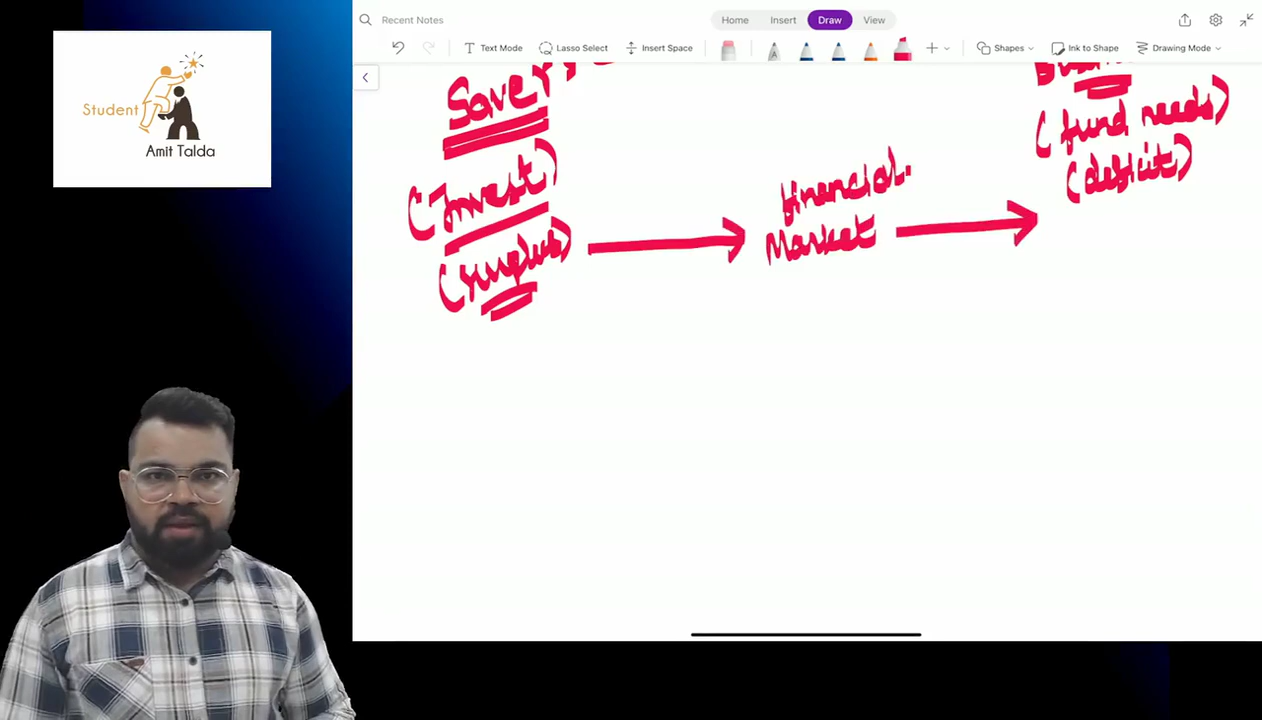 Recent Notes
Home Insert Draw View
Text Mode Lasso Select Insert Space Shapes Ink to Shape Drawing Mode
Student
Amit Talda
Saver
(Invest)
(surplus)
financial
Market
(fund needs)
(deficit)